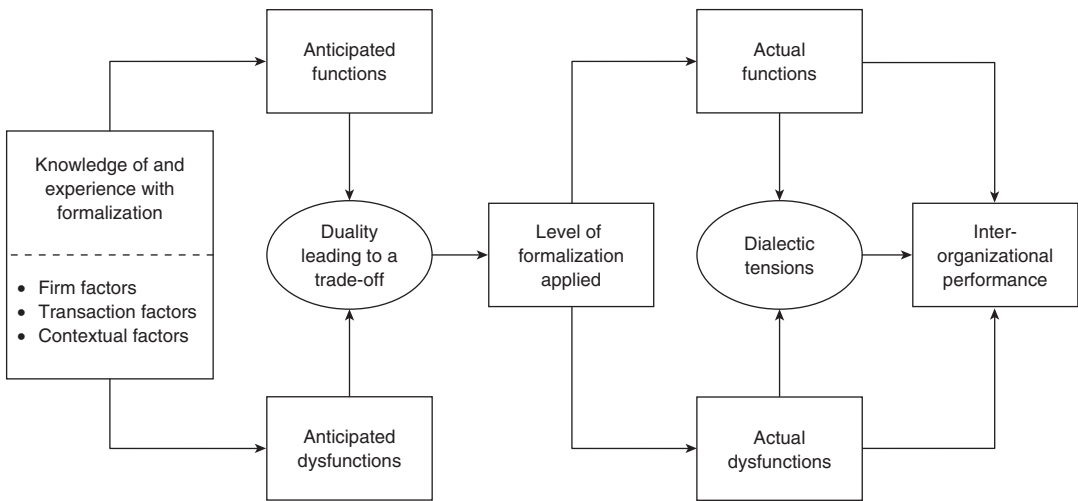 Anticipated
functions
Actual
functions
Knowledge of and
experience with
formalization
• Firm factors
• Transaction factors
• Contextual factors
Duality
leading to a
trade-off
Level of
formalization
applied
Dialectic
tensions
Inter-
organizational
performance
Anticipated
dysfunctions
Actual
dysfunctions